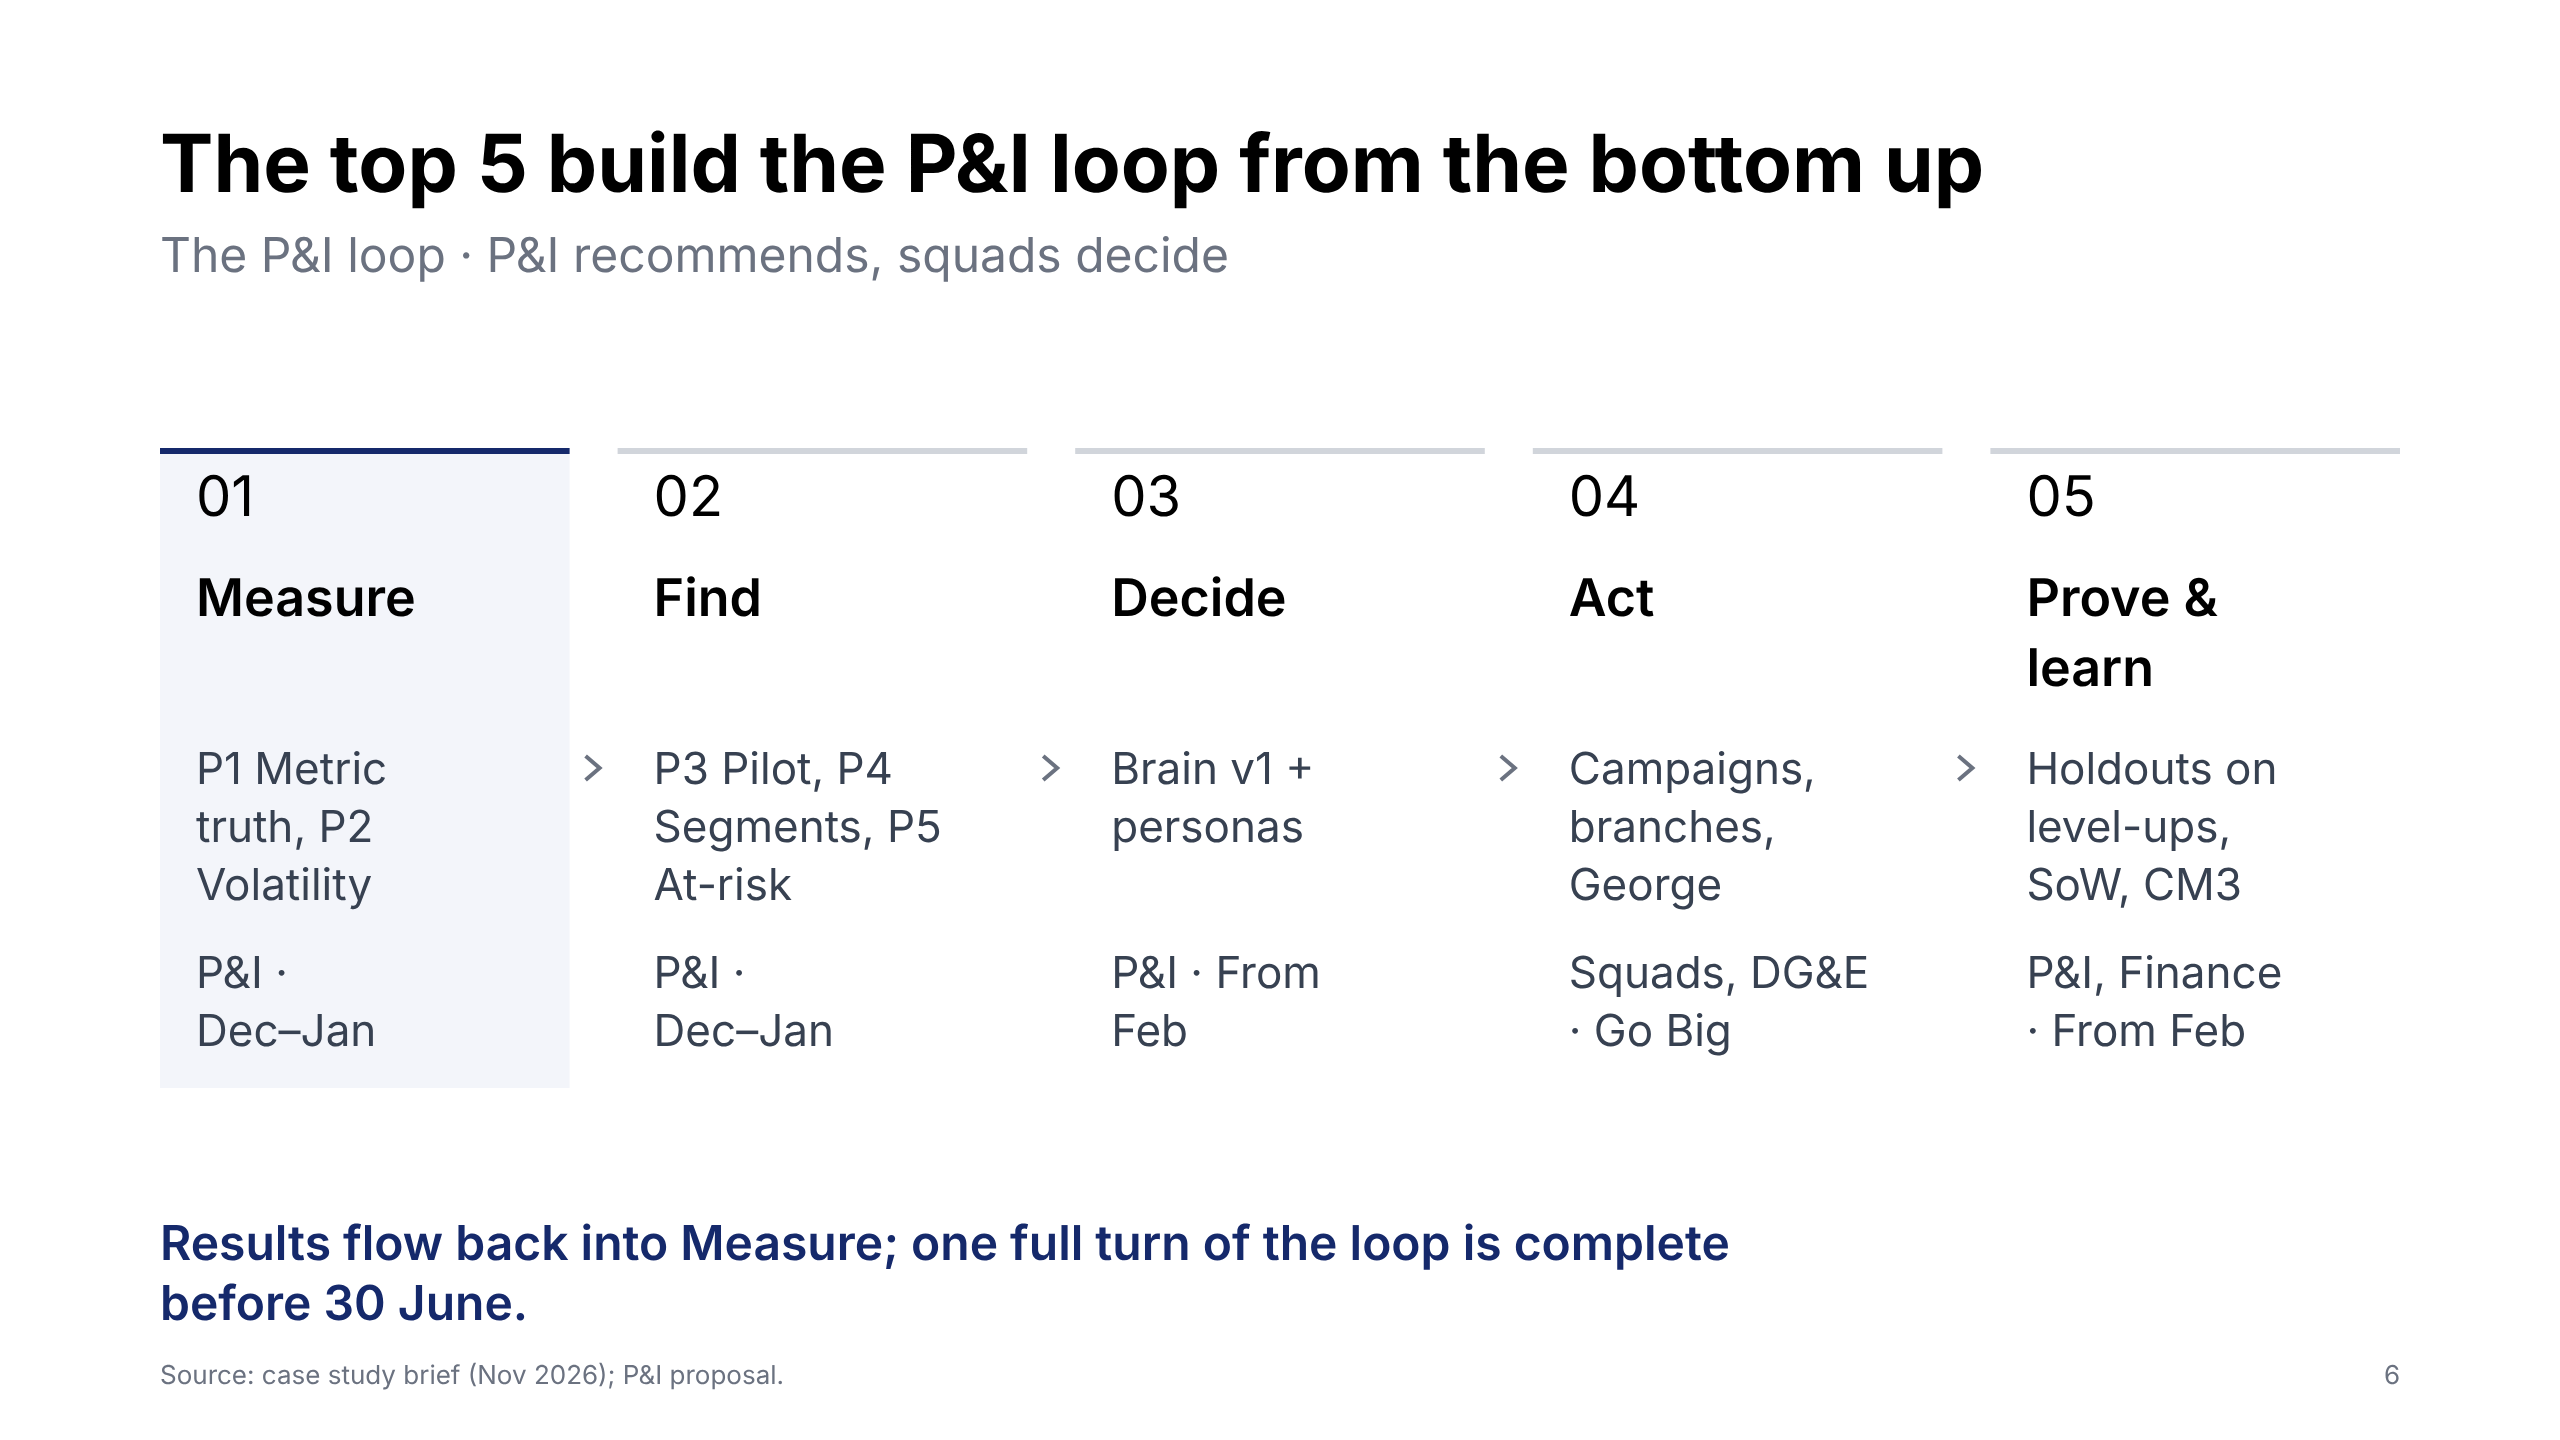 The top 5 build the P&I loop from the bottom up
The P&I loop · P&I recommends, squads decide
01
Measure
P1 Metric
truth, P2
Volatility
P&I ·
Dec–Jan
>
02
Find
P3 Pilot, P4
Segments, P5
At-risk
P&I ·
Dec–Jan
>
03
Decide
Brain v1 +
personas
P&I · From
Feb
>
04
Act
Campaigns,
branches,
George
Squads, DG&E
· Go Big
>
05
Prove &
learn
Holdouts on
level-ups,
SoW, CM3
P&I, Finance
· From Feb
Results flow back into Measure; one full turn of the loop is complete
before 30 June.
Source: case study brief (Nov 2026); P&I proposal.
6